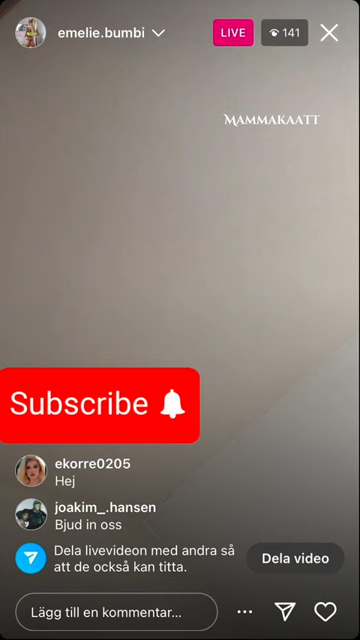 emelie.bumbi
LIVE
141
MAMMAKAATT
Subscribe
ekorre0205
Hej
joakim_.hansen
Bjud in oss
Dela livevideon med andra så
att de också kan titta.
Dela video
Lägg till en kommentar...